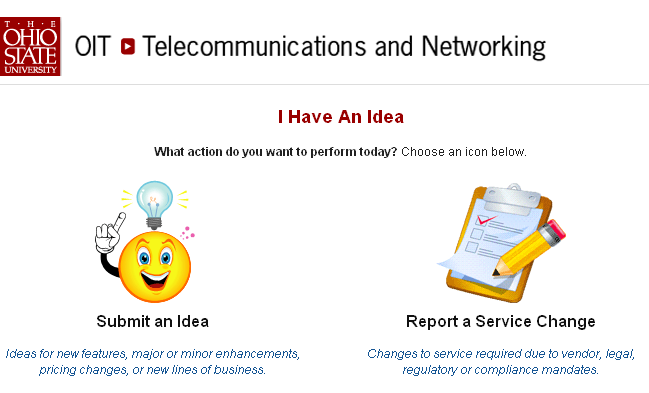 THE
OHIO
STATE
UNIVERSITY
OIT Telecommunications and Networking
I Have An Idea
What action do you want to perform today? Choose an icon below.
Submit an Idea
Report a Service Change
Ideas for new features, major or minor enhancements,
pricing changes, or new lines of business.
Changes to service required due to vendor, legal,
regulatory or compliance mandates.